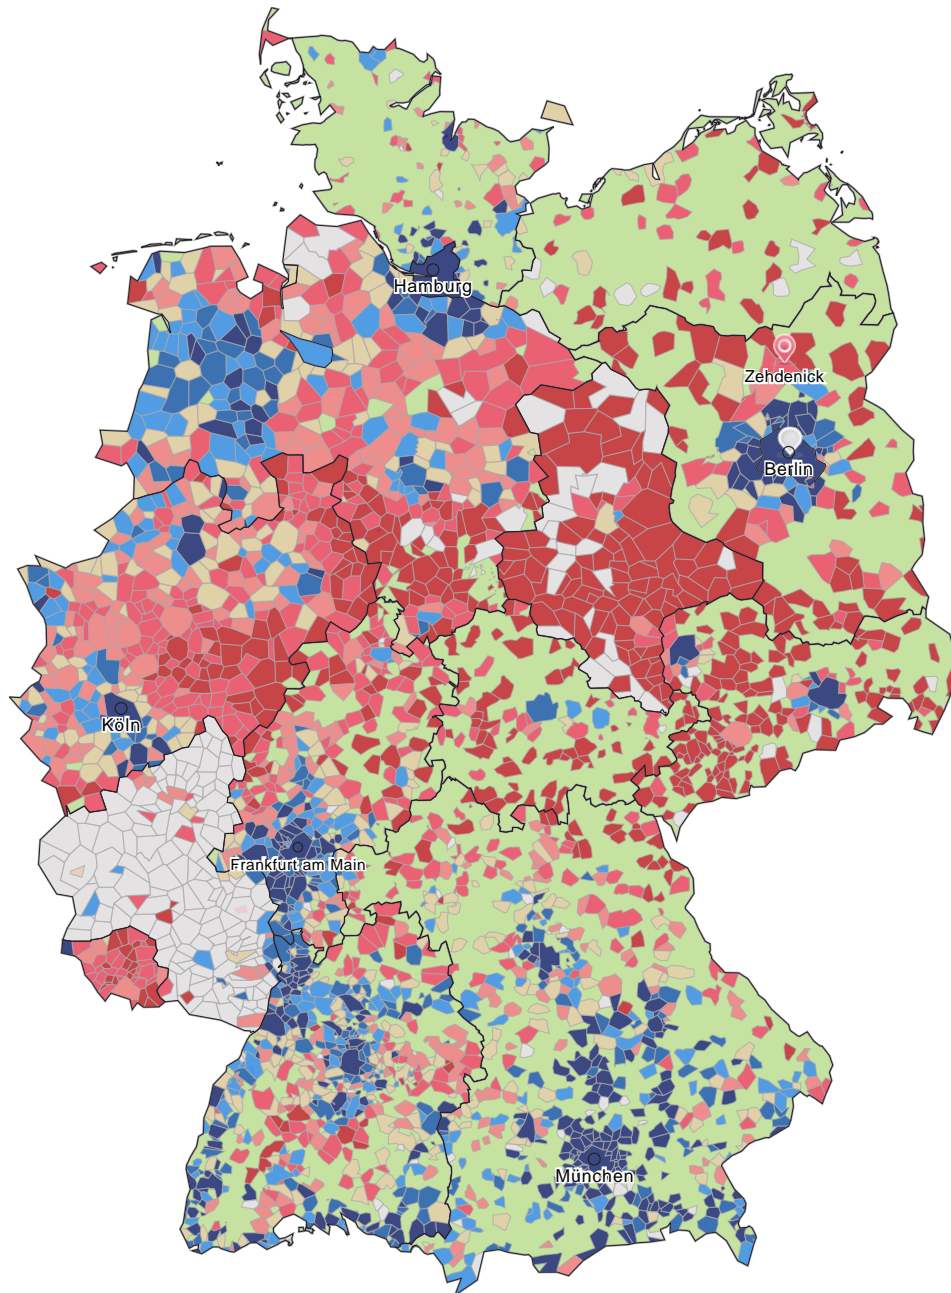 Hamburg
Zehdenick
Berlin
Köln
Frankfurt am Main
München